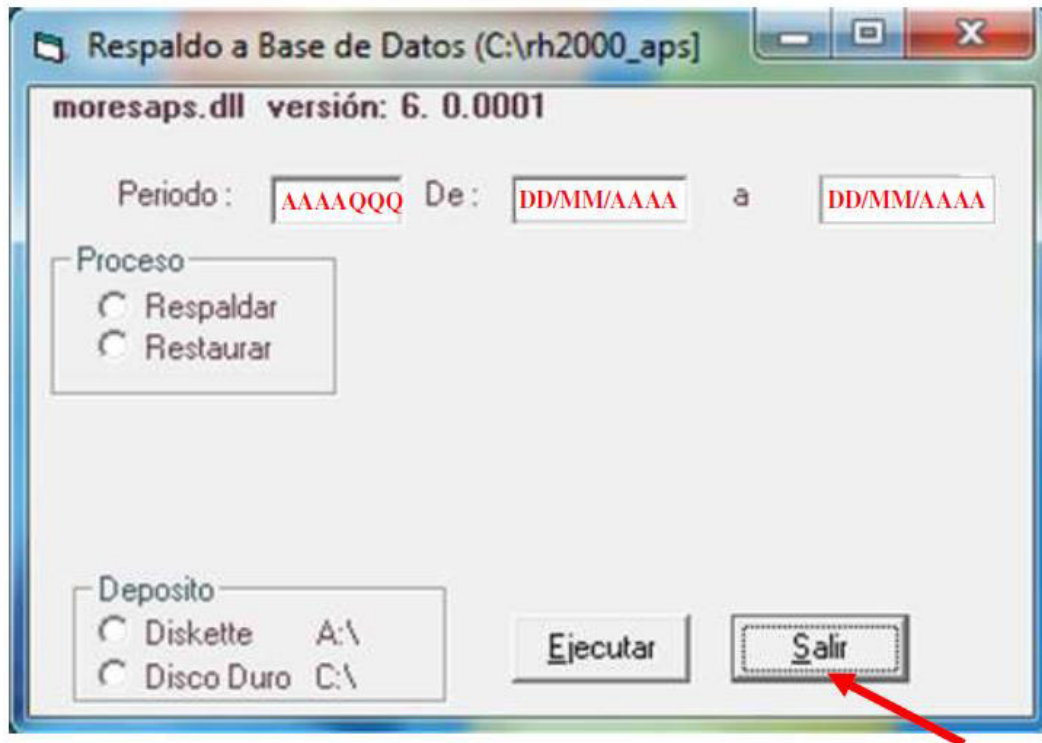 Respaldo a Base de Datos (C:\rh2000_aps]
moresaps.dll versión: 6. 0.0001
Periodo : AAAAQQQ De : DD/MM/AAAA a DD/MM/AAAA
Proceso
Respaldar
Restaurar
Deposito
Diskette A:\
Disco Duro C:\
Ejecutar Salir